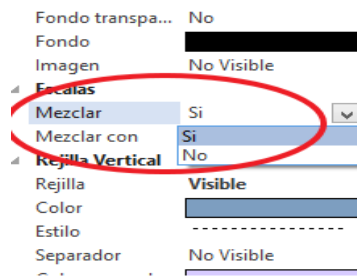 Fondo transpa... No
Fondo
Imagen No Visible
Escalas
Mezclar Si
Mezclar con Si
No
Rejilla Vertical
Rejilla Visible
Color
Estilo
Separador No Visible